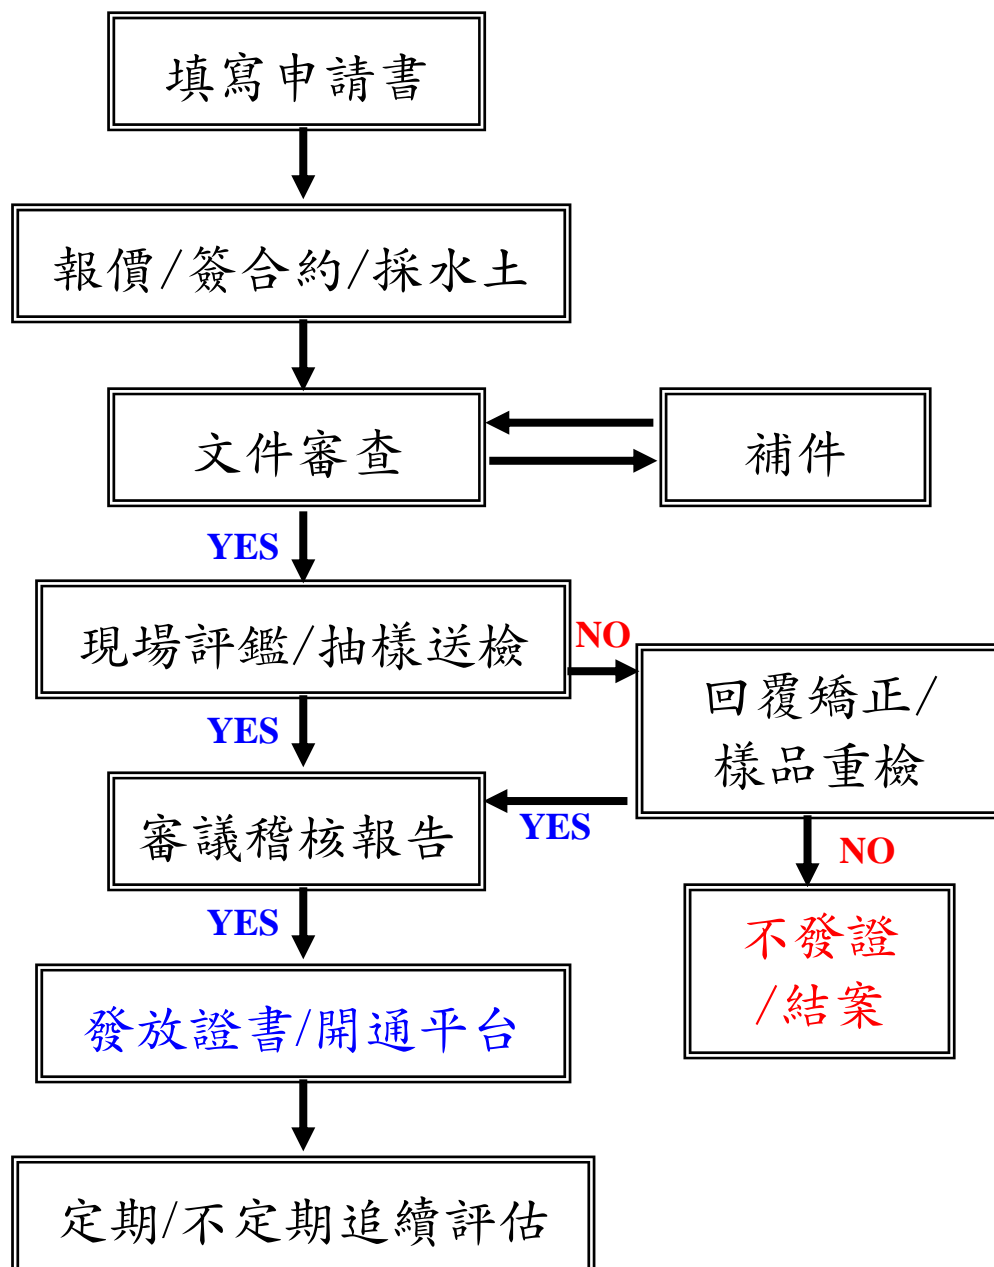 填寫申請書
報價/簽合約/採水土
文件審查
補件
YES
現場評鑑/抽樣送檢
NO
回覆矯正/
樣品重檢
YES
審議稽核報告
YES
NO
YES
不發證
/結案
發放證書/開通平台
定期/不定期追續評估